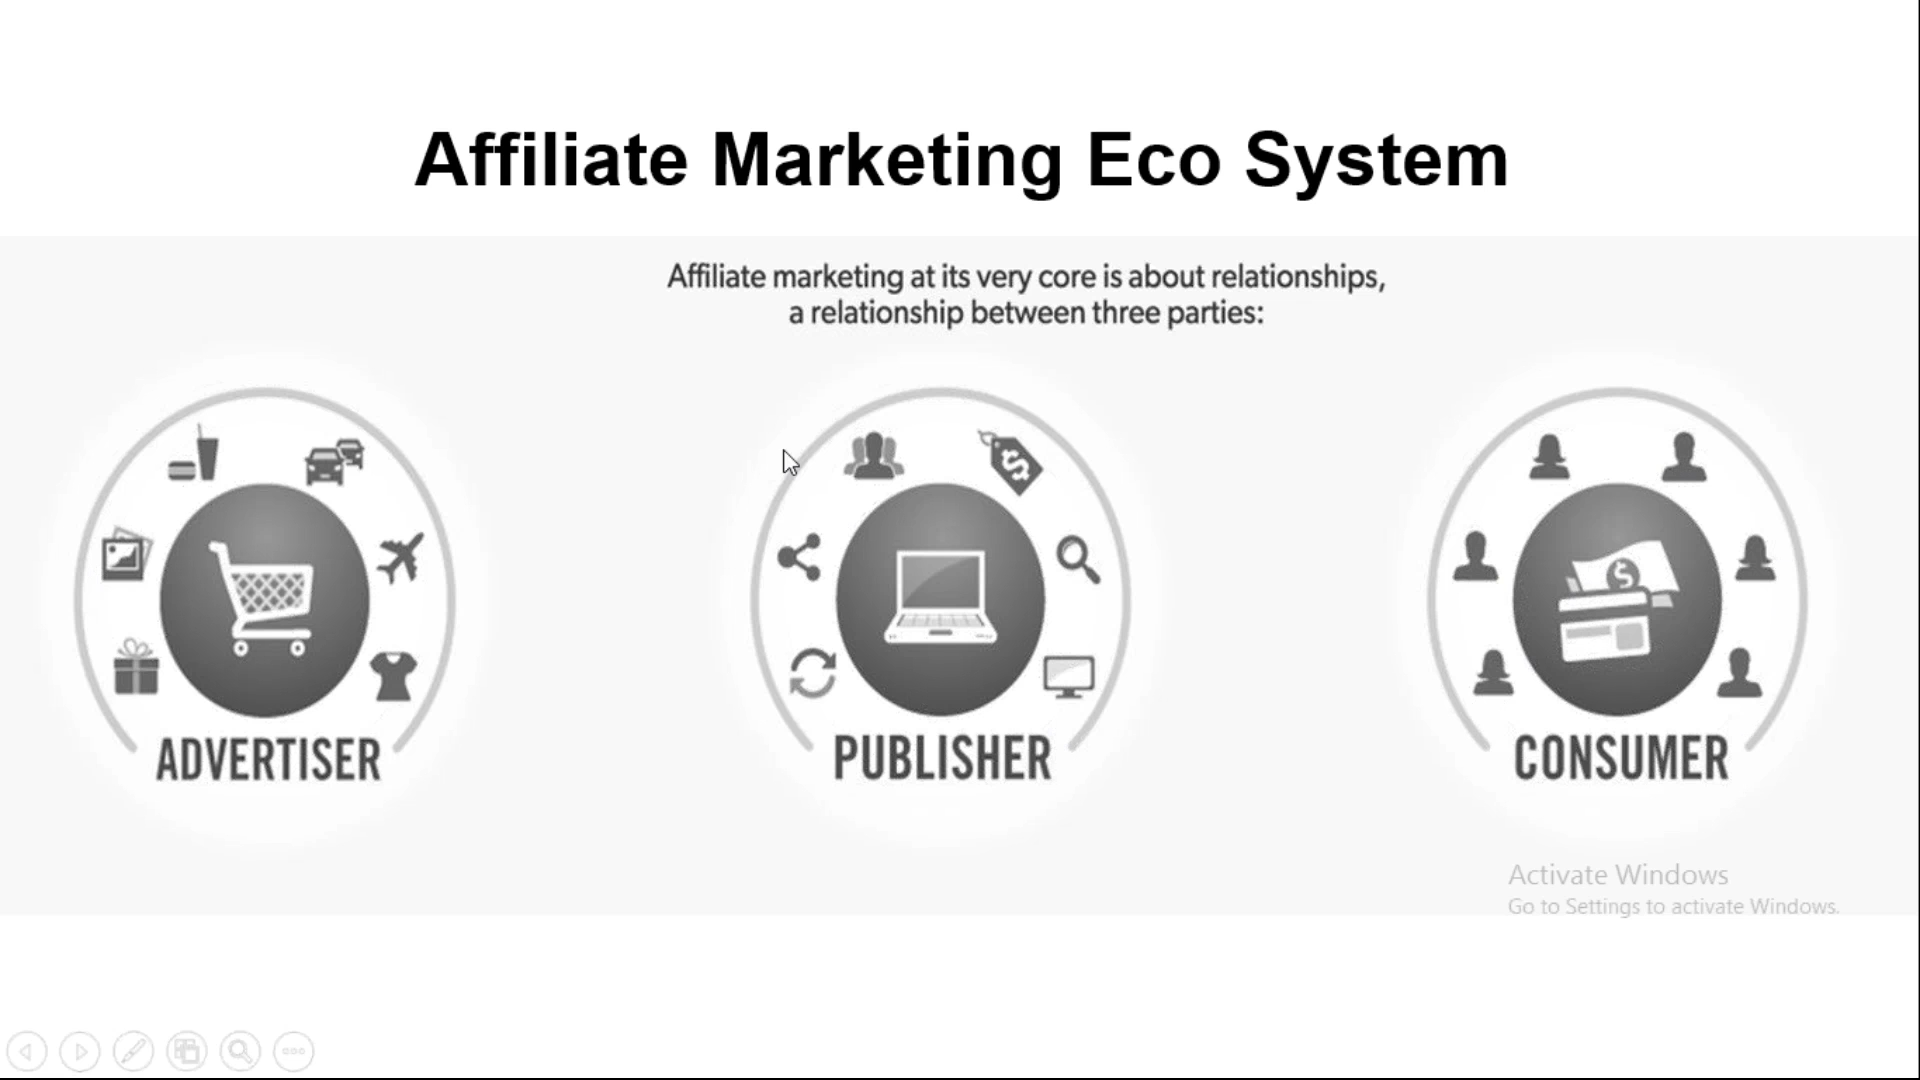 Affiliate Marketing Eco System
Affiliate marketing at its very core is about relationships,
a relationship between three parties:
ADVERTISER
PUBLISHER
CONSUMER
Activate Windows
Go to Settings to activate Windows.